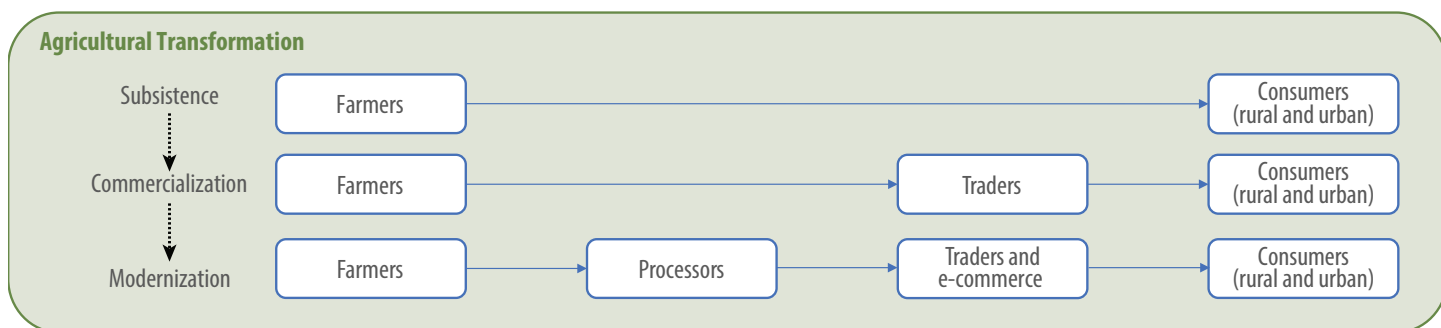 Agricultural Transformation
Subsistence
Farmers
Consumers
(rural and urban)
Commercialization
Farmers
Traders
Consumers
(rural and urban)
Modernization
Farmers
Processors
Traders and
e-commerce
Consumers
(rural and urban)